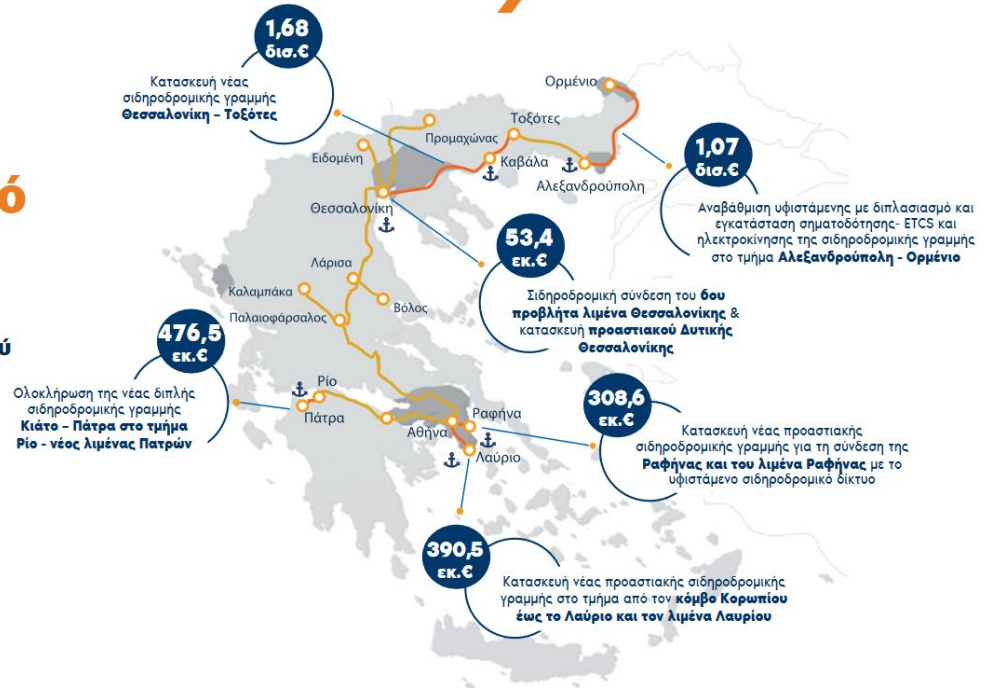 1,68
δισ.€
Κατασκευή νέας
σιδηροδρομικής γραμμής
Θεσσαλονίκη – Τοξότες
Ορμένιο
Τοξότες
Προμαχώνας
Ειδομένη
Καβάλα
Αλεξανδρούπολη
1,07
δισ.€
Αναβάθμιση υφιστάμενης με διπλασιασμό και
εγκατάσταση σηματοδότησης- ETCS και
ηλεκτροκίνησης της σιδηροδρομικής γραμμής
στο τμήμα Αλεξανδρούπολη - Ορμένιο
ό
Θεσσαλονίκη
53,4
εκ.€
Σιδηροδρομική σύνδεση του 6ου
προβλήτα λιμένα Θεσσαλονίκης &
κατασκευή προαστιακού Δυτικής
Θεσσαλονίκης
Λάρισα
Καλαμπάκα
Βόλος
Παλαιοφάρσαλος
ύ
476,5
εκ.€
Ολοκλήρωση της νέας διπλής
σιδηροδρομικής γραμμής
Κιάτο – Πάτρα στο τμήμα
Ρίο - νέος λιμένας Πατρών
Ρίο
Πάτρα
Αθήνα
Ραφήνα
Λαύριο
308,6
εκ.€
Κατασκευή νέας προαστιακής
σιδηροδρομικής γραμμής για τη σύνδεση της
Ραφήνας και του λιμένα Ραφήνας με το
υφιστάμενο σιδηροδρομικό δίκτυο
390,5
εκ.€
Κατασκευή νέας προαστιακής σιδηροδρομικής
γραμμής στο τμήμα από τον κόμβο Κορωπίου
έως το Λαύριο και τον λιμένα Λαυρίου